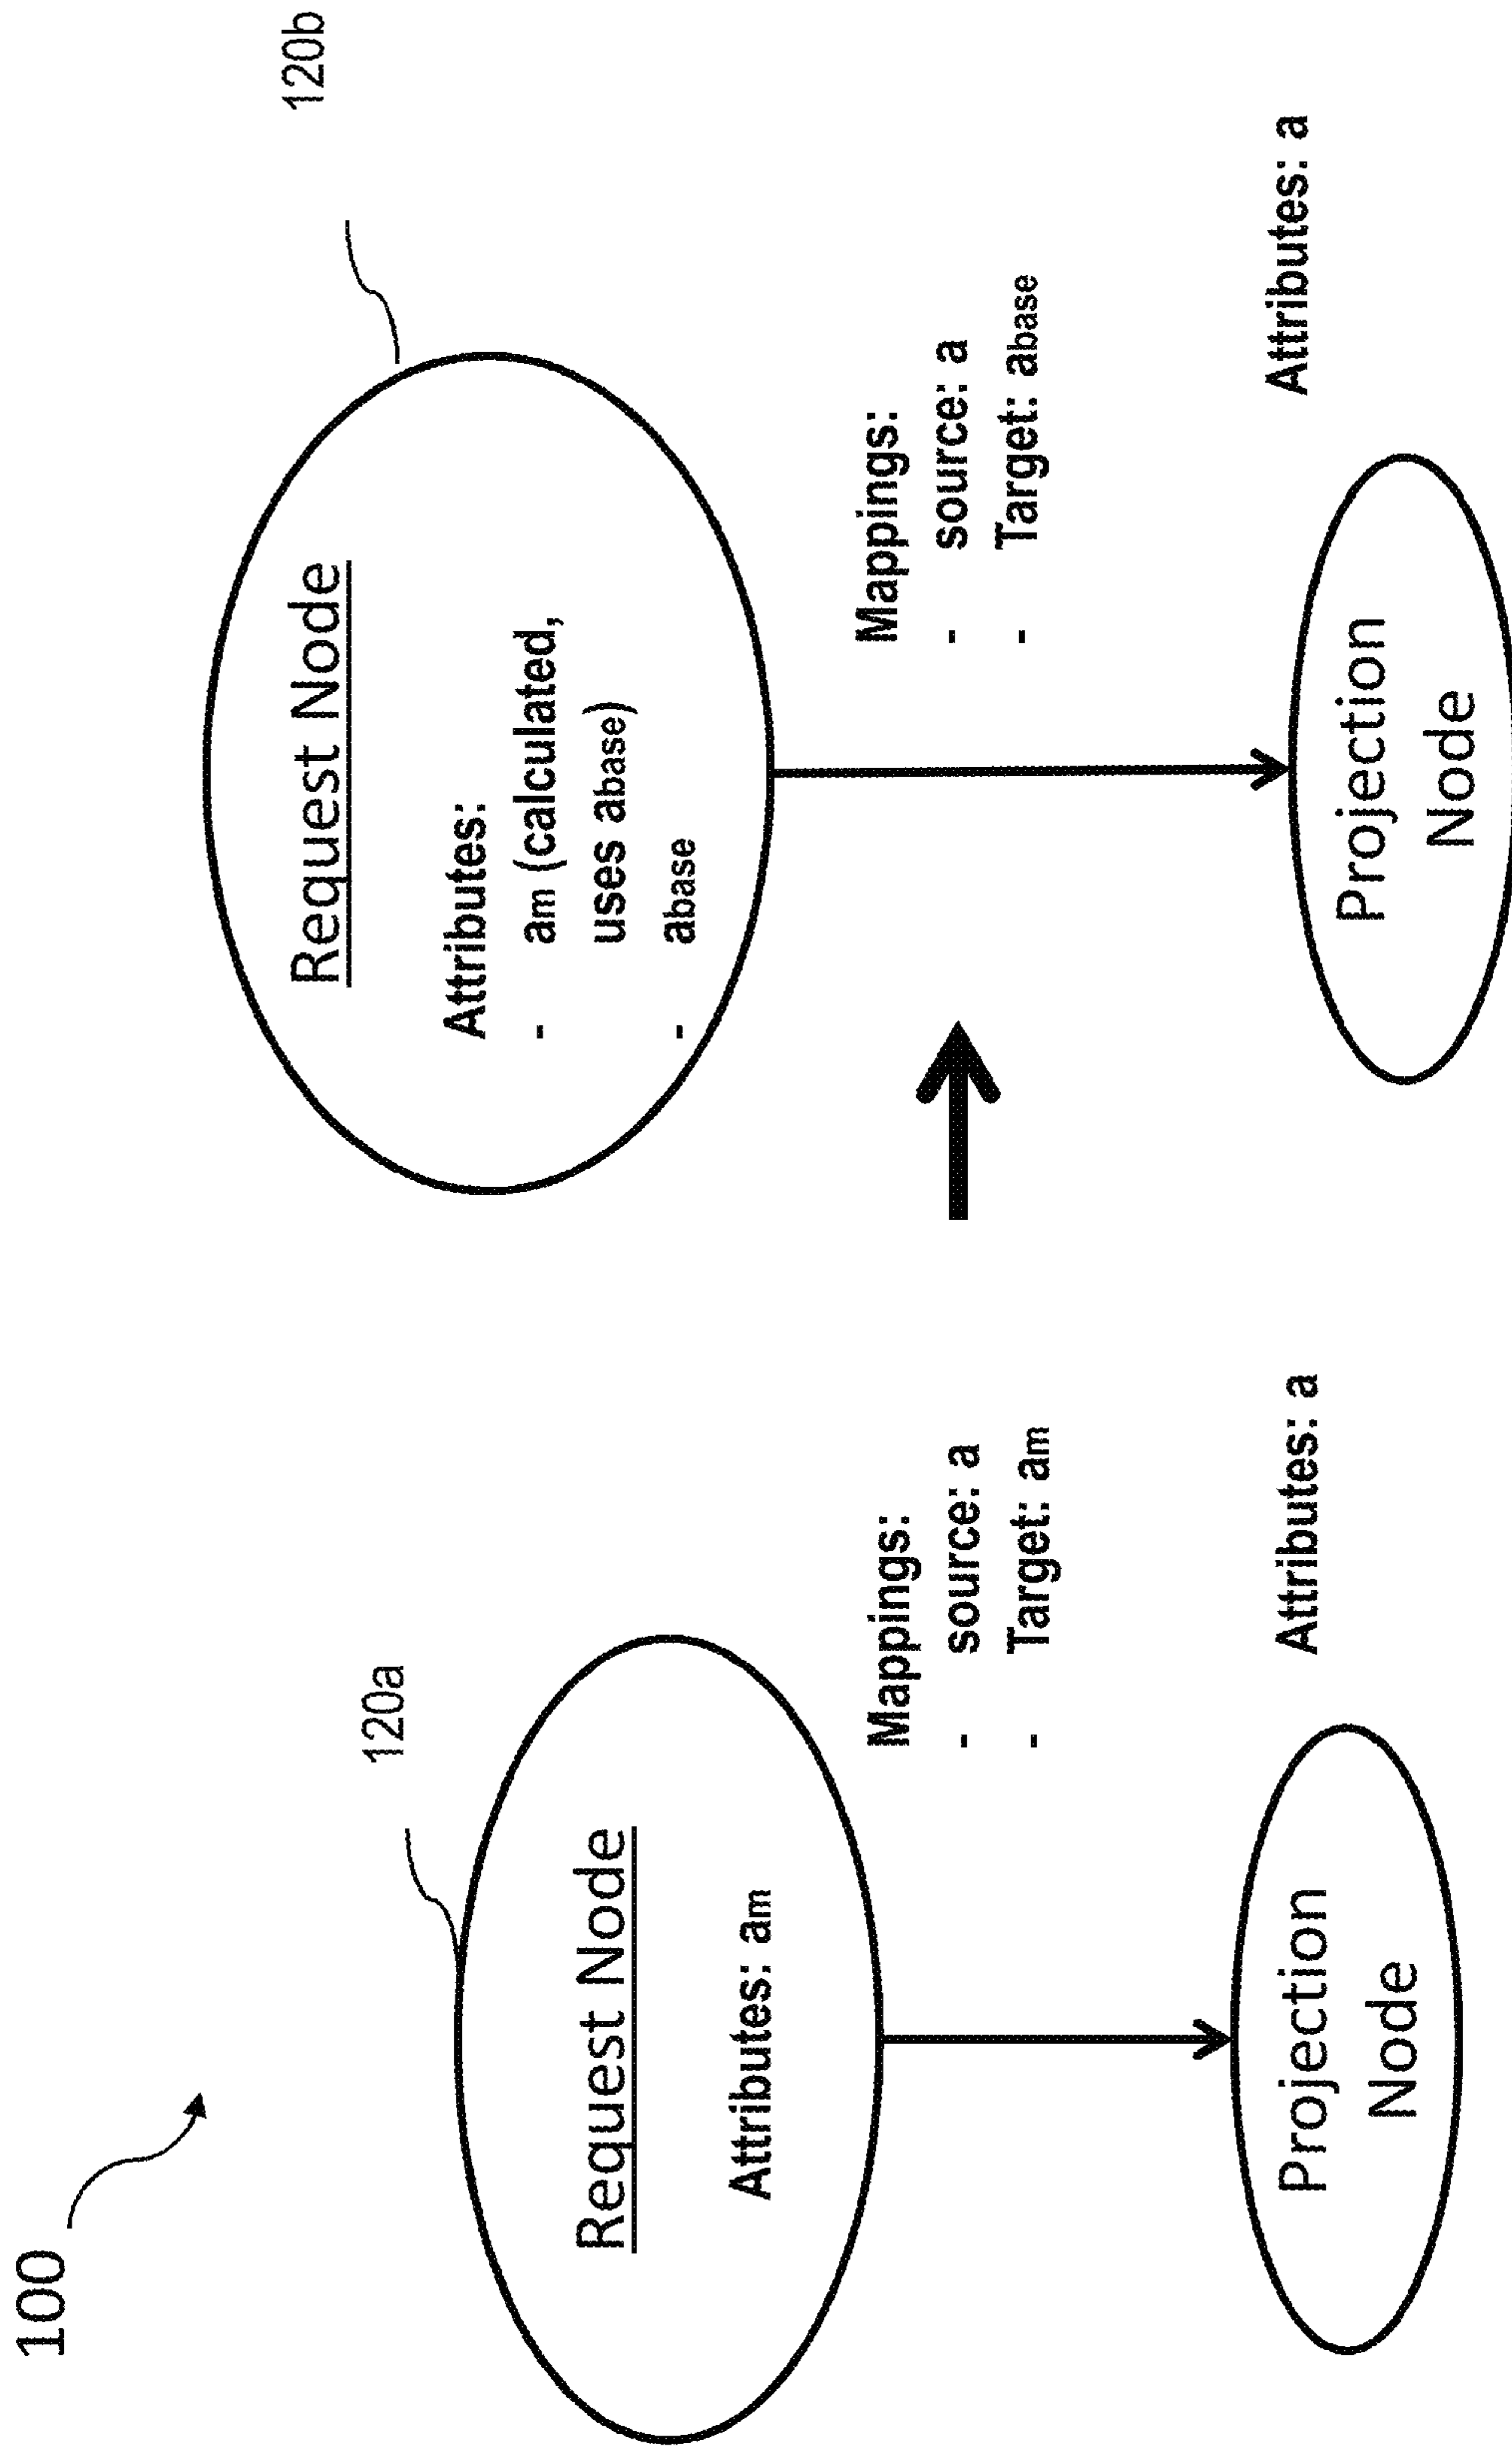 100
120a
Request Node
Attributes: am
Mappings:
- source: a
- Target: am
Projection
Node
Attributes: a
120b
Request Node
Attributes:
- am (calculated,
uses abase)
- abase
Mappings:
- source: a
- Target: abase
Projection
Node
Attributes: a